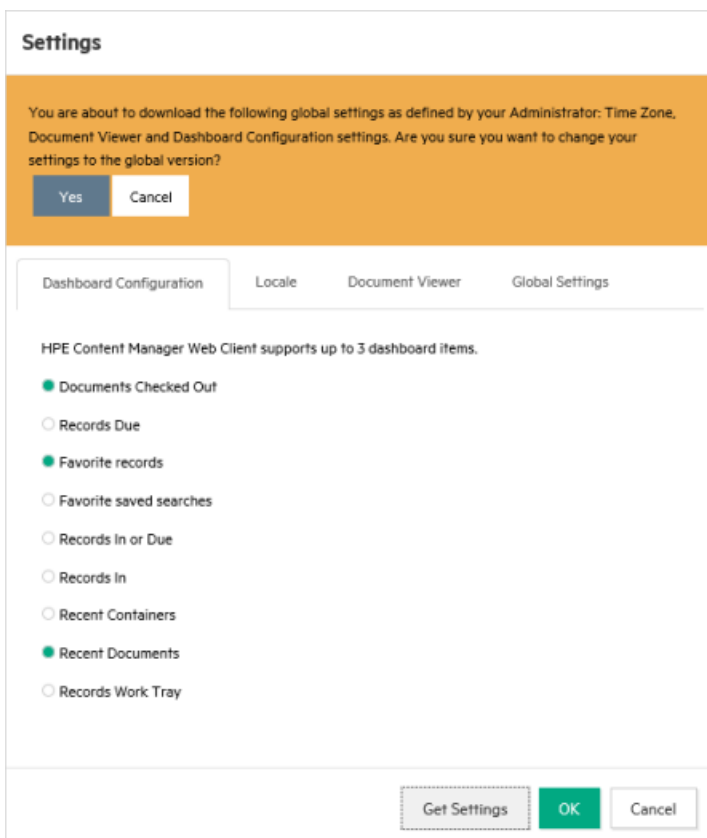 Settings
You are about to download the following global settings as defined by your Administrator: Time Zone,
Document Viewer and Dashboard Configuration settings. Are you sure you want to change your
settings to the global version?
Yes Cancel
Dashboard Configuration Locale Document Viewer Global Settings
HPE Content Manager Web Client supports up to 3 dashboard items.
Documents Checked Out
Records Due
Favorite records
Favorite saved searches
Records In or Due
Records In
Recent Containers
Recent Documents
Records Work Tray
Get Settings OK Cancel